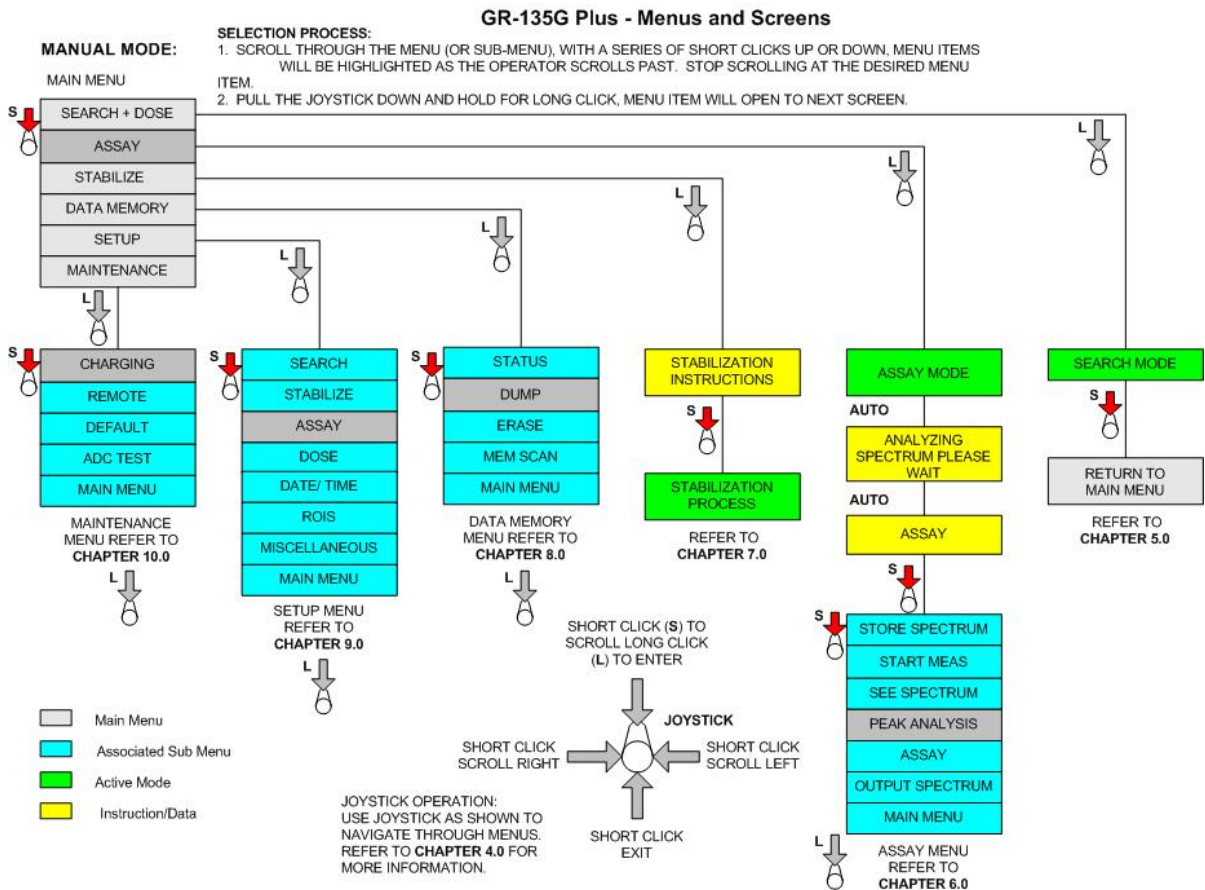 GR-135G Plus - Menus and Screens
SELECTION PROCESS:
1. SCROLL THROUGH THE MENU (OR SUB-MENU), WITH A SERIES OF SHORT CLICKS UP OR DOWN, MENU ITEMS
WILL BE HIGHLIGHTED AS THE OPERATOR SCROLLS PAST. STOP SCROLLING AT THE DESIRED MENU
ITEM.
2. PULL THE JOYSTICK DOWN AND HOLD FOR LONG CLICK, MENU ITEM WILL OPEN TO NEXT SCREEN.
MANUAL MODE:
MAIN MENU
S
SEARCH + DOSE
ASSAY
STABILIZE
DATA MEMORY
SETUP
MAINTENANCE
L
L
L
L
L
L
S
CHARGING
REMOTE
DEFAULT
ADC TEST
MAIN MENU
MAINTENANCE
MENU REFER TO
CHAPTER 10.0
L
S
SEARCH
STABILIZE
ASSAY
DOSE
DATE/ TIME
ROIS
MISCELLANEOUS
MAIN MENU
SETUP MENU
REFER TO
CHAPTER 9.0
L
S
STATUS
DUMP
ERASE
MEM SCAN
MAIN MENU
DATA MEMORY
MENU REFER TO
CHAPTER 8.0
L
STABILIZATION
INSTRUCTIONS
S
STABILIZATION
PROCESS
REFER TO
CHAPTER 7.0
ASSAY MODE
AUTO
ANALYZING
SPECTRUM PLEASE
WAIT
AUTO
ASSAY
S
S
STORE SPECTRUM
START MEAS
SEE SPECTRUM
PEAK ANALYSIS
ASSAY
OUTPUT SPECTRUM
MAIN MENU
L
ASSAY MENU
REFER TO
CHAPTER 6.0
SEARCH MODE
S
RETURN TO
MAIN MENU
REFER TO
CHAPTER 5.0
SHORT CLICK (S) TO
SCROLL LONG CLICK
(L) TO ENTER
JOYSTICK
SHORT CLICK
SCROLL RIGHT
SHORT CLICK
SCROLL LEFT
SHORT CLICK
EXIT
JOYSTICK OPERATION:
USE JOYSTICK AS SHOWN TO
NAVIGATE THROUGH MENUS.
REFER TO CHAPTER 4.0 FOR
MORE INFORMATION.
Main Menu
Associated Sub Menu
Active Mode
Instruction/Data